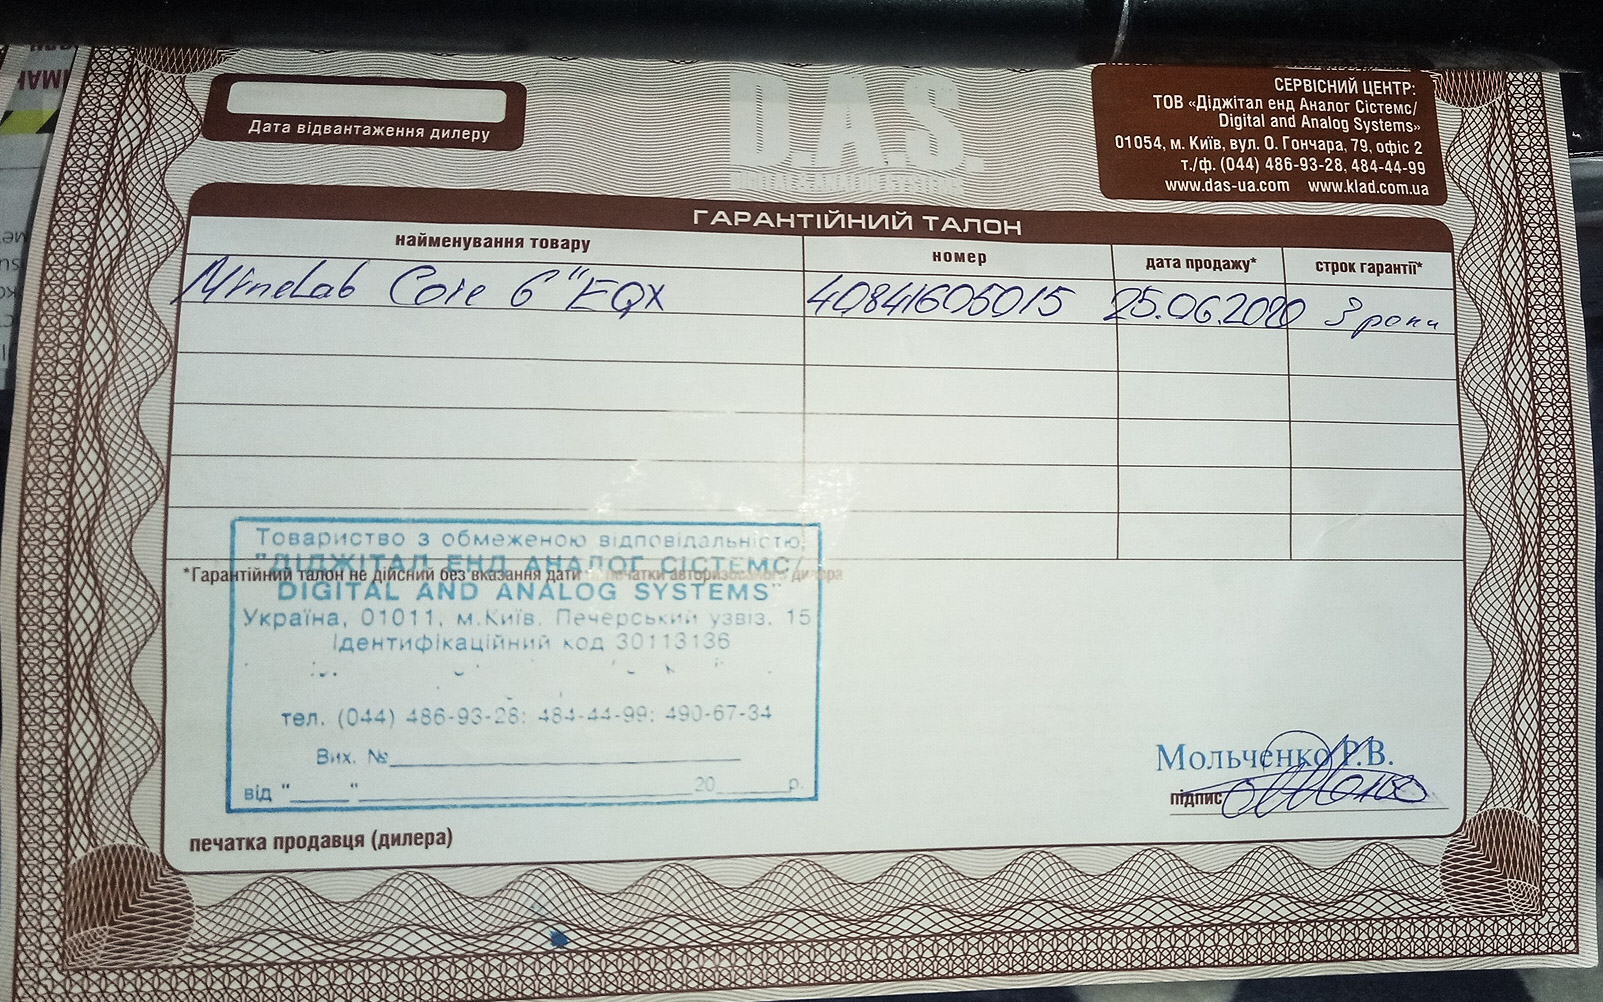 Дата відвантаження дилеру
D.A.S.
СЕРВІСНИЙ ЦЕНТР:
ТОВ «Діджітал енд Аналог Сістемс/
Digital and Analog Systems»
01054, м. Київ, вул. О. Гончара, 79, офіс 2
т./ф. (044) 486-93-28, 484-44-99
www.das-ua.com www.klad.com.ua
ГАРАНТІЙНИЙ ТАЛОН
найменування товару номер дата продажу* строк гарантії*
MineLab Coie 6" EQX 40841605015 25.06.2020 3 роки
Товариство з обмеженою відповідальністю
"ДІДЖІТАЛ ЕНД АНАЛОГ СІСТЕМС/
*Гарантійний талон не дійсний без вказання дати та печатки авторизованого дилера
DIGITAL AND ANALOG SYSTEMS"
Україна, 01011, м.Київ. Печерський узвіз. 15
Ідентифікаційний код 30113136
тел. (044) 486-93-28; 484-44-99; 490-67-34
Вих. №
від " " 20 р.
Мольченко Р.В.
підпис
печатка продавця (дилера)